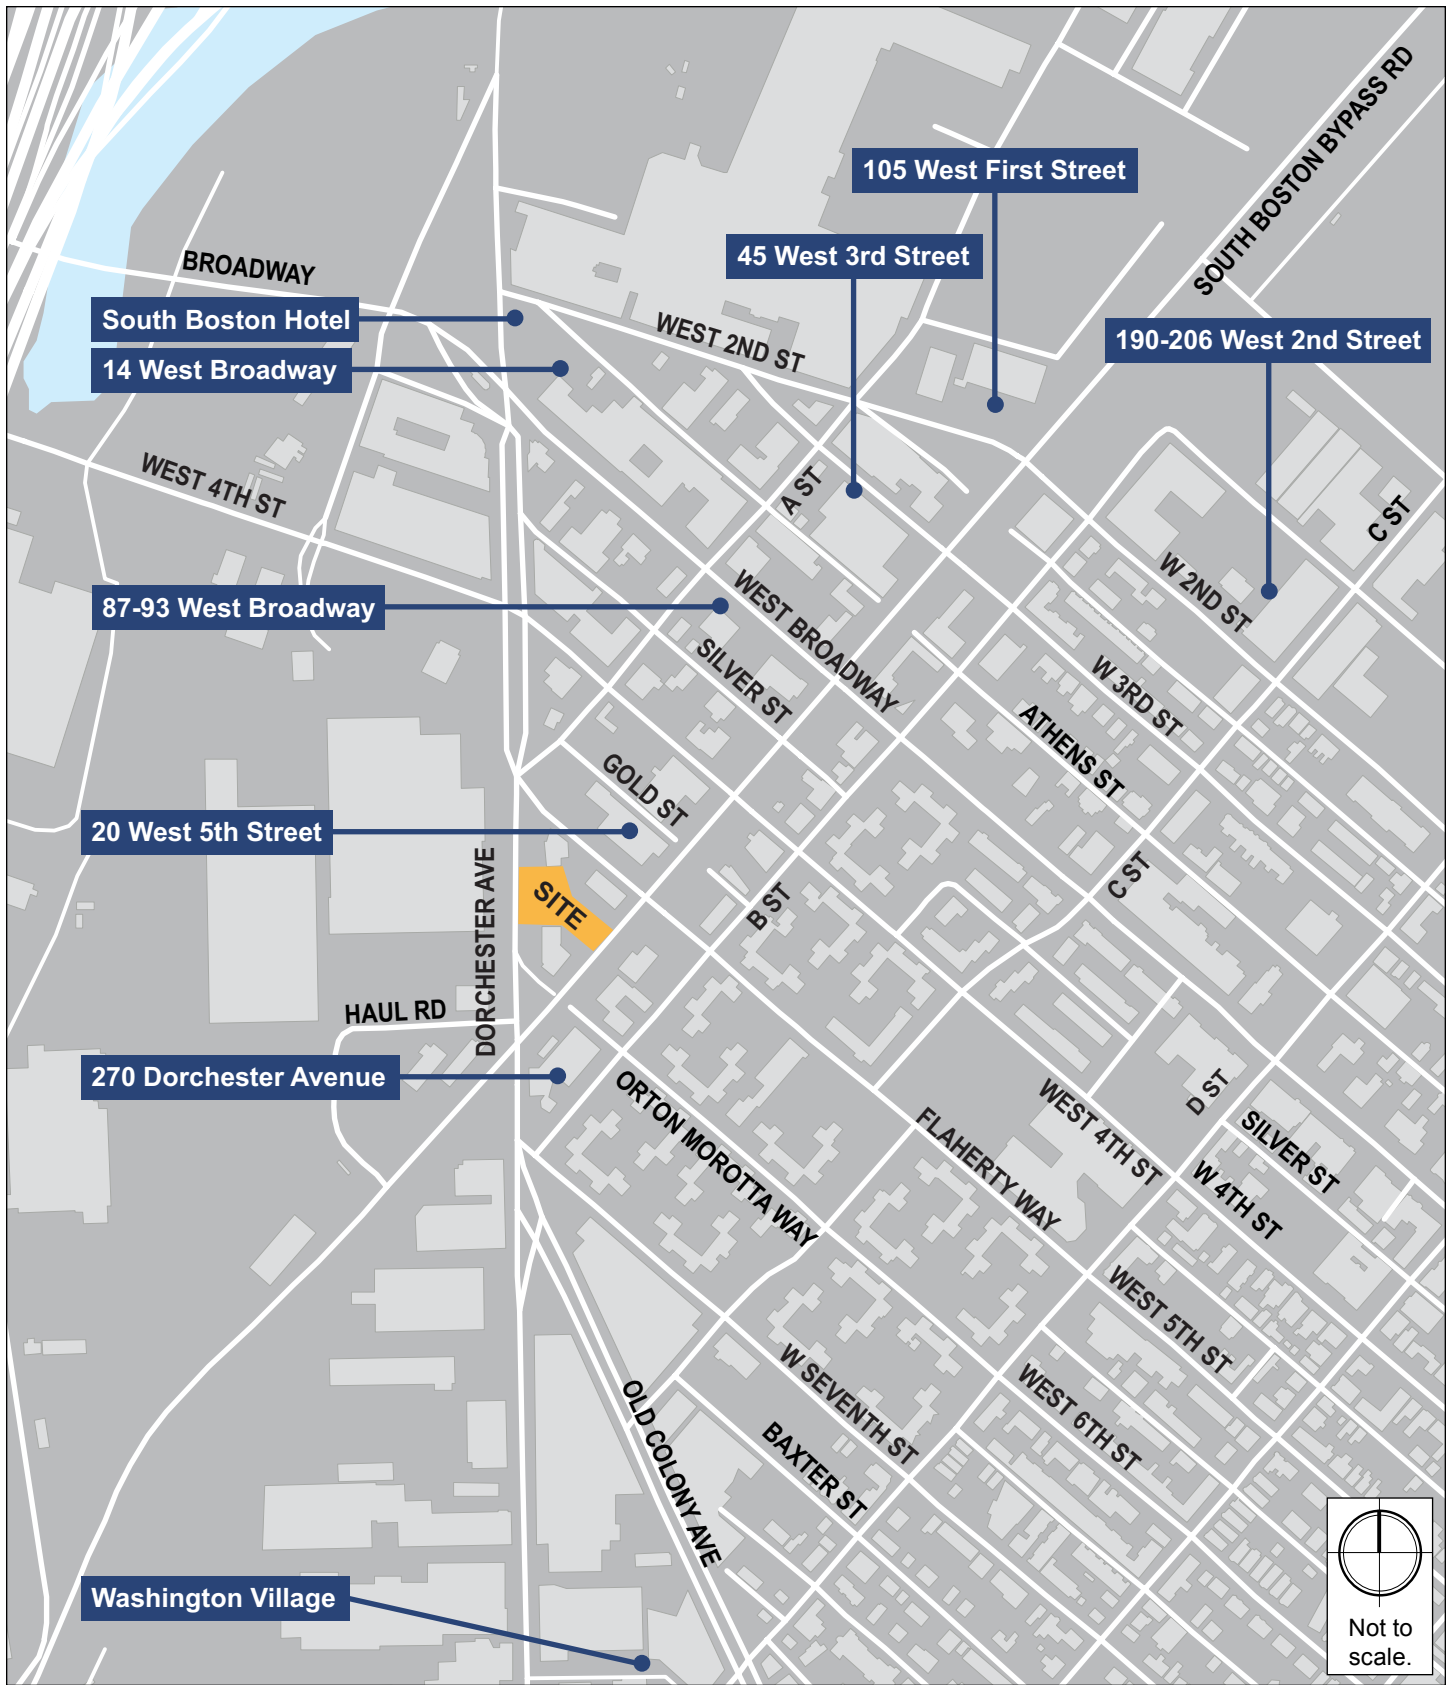 SOUTH BOSTON BYPASS RD
105 West First Street
45 West 3rd Street
BROADWAY
South Boston Hotel
WEST 2ND ST
190-206 West 2nd Street
14 West Broadway
WEST 4TH ST
A ST
C ST
87-93 West Broadway
WEST BROADWAY
W 2ND ST
SILVER ST
W 3RD ST
ATHENS ST
GOLD ST
20 West 5th Street
DORCHESTER AVE
SITE
B ST
C ST
HAUL RD
270 Dorchester Avenue
ORTON MOROTTA WAY
FLAHERTY WAY
WEST 4TH ST
D ST
SILVER ST
W 4TH ST
WEST 5TH ST
W SEVENTH ST
WEST 6TH ST
OLD COLONY AVE
BAXTER ST
Washington Village
Not to
scale.